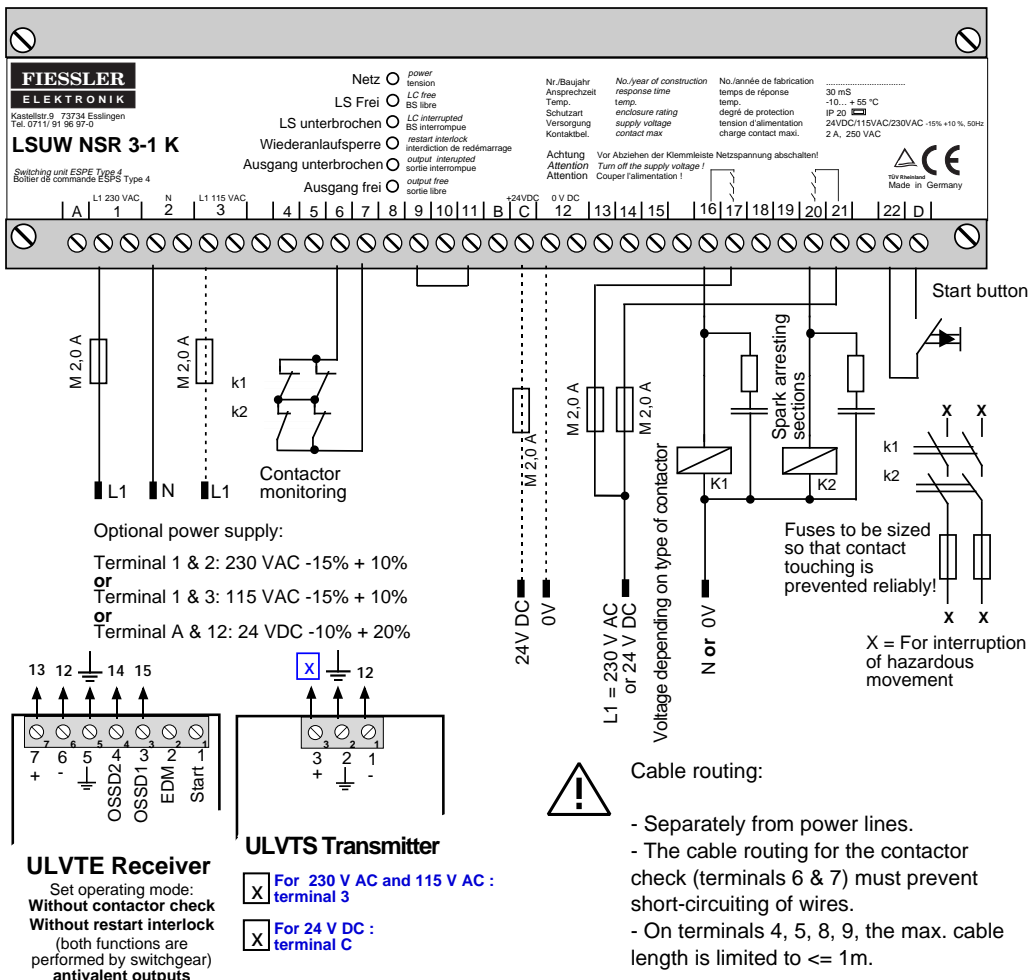 FIESSLER
ELEKTRONIK
Kastellstr.9 73734 Esslingen
Tel. 0711/ 91 96 97-0
LSUW NSR 3-1 K
Switching unit ESPE Type 4
Boîtier de commande ESPS Type 4
Netz power
tension
LS Frei LC free
BS libre
LS unterbrochen LC interrupted
BS interrompue
Wiederanlaufsperre restart interlock
interdiction de redémarrage
Ausgang unterbrochen output interupted
sortie interrompue
Ausgang frei output free
sortie libre
Nr./Baujahr No./year of construction No./année de fabrication ..............................
Ansprechzeit response time temps de réponse 30 mS
Temp. temp. temp. -10... + 55 °C
Schutzart enclosure rating degré de protection IP 20
Versorgung supply voltage tension d'alimentation 24VDC/115VAC/230VAC -15% +10 %, 50Hz
Kontaktbel. contact max charge contact maxi. 2 A, 250 VAC
Achtung Vor Abziehen der Klemmleiste Netzspannung abschalten!
Attention Turn off the supply voltage !
Attention Couper l'alimentation !
TÜV Rheinland
CE
Made in Germany
L1 230 VAC N L1 115 VAC +24VDC 0 V DC
A 1 2 3 4 5 6 7 8 9 10 11 B C 12 13 14 15 16 17 18 19 20 21 22 D
Start button
M 2,0 A
M 2,0 A
k1
k2
Contactor
monitoring
L1 N L1
M 2,0 A
M 2,0 A
M 2,0 A
Spark arresting
sections
K1
K2
24V DC
0V
L1 = 230 V AC
or 24 V DC
Voltage depending on type of contactor
N or 0V
X X
k1
k2
Fuses to be sized
so that contact
touching is
prevented reliably!
X X
X = For interruption
of hazardous
movement
Optional power supply:
Terminal 1 & 2: 230 VAC -15% + 10%
or
Terminal 1 & 3: 115 VAC -15% + 10%
or
Terminal A & 12: 24 VDC -10% + 20%
13 12 14 15
7 6 5 4 3 2 1
7 6 5 4 3 2 1
+ - OSSD2 OSSD1 EDM Start
ULVTE Receiver
Set operating mode:
Without contactor check
Without restart interlock
(both functions are
performed by switchgear)
antivalent outputs
X 12
3 2 1
3 2 1
+ -
ULVTS Transmitter
X For 230 V AC and 115 V AC :
terminal 3
X For 24 V DC :
terminal C
!
Cable routing:
- Separately from power lines.
- The cable routing for the contactor
check (terminals 6 & 7) must prevent
short-circuiting of wires.
- On terminals 4, 5, 8, 9, the max. cable
length is limited to <= 1m.